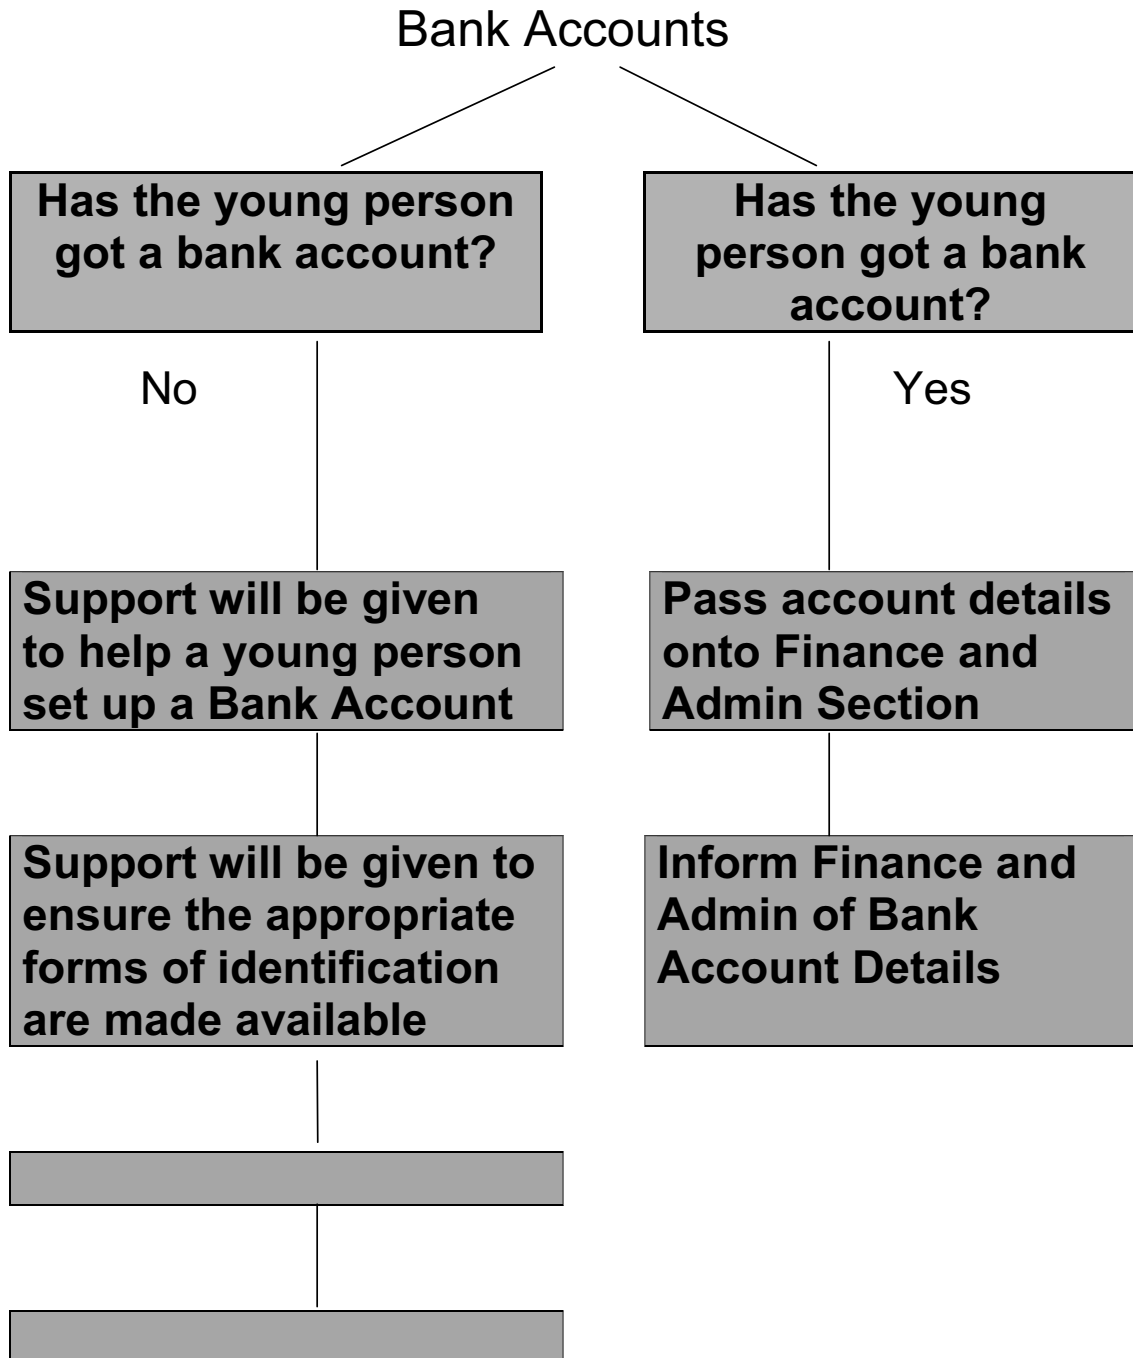 Bank Accounts
Has the young person
got a bank account?
Has the young
person got a bank
account?
No
Yes
Support will be given
to help a young person
set up a Bank Account
Pass account details
onto Finance and
Admin Section
Support will be given to
ensure the appropriate
forms of identification
are made available
Inform Finance and
Admin of Bank
Account Details